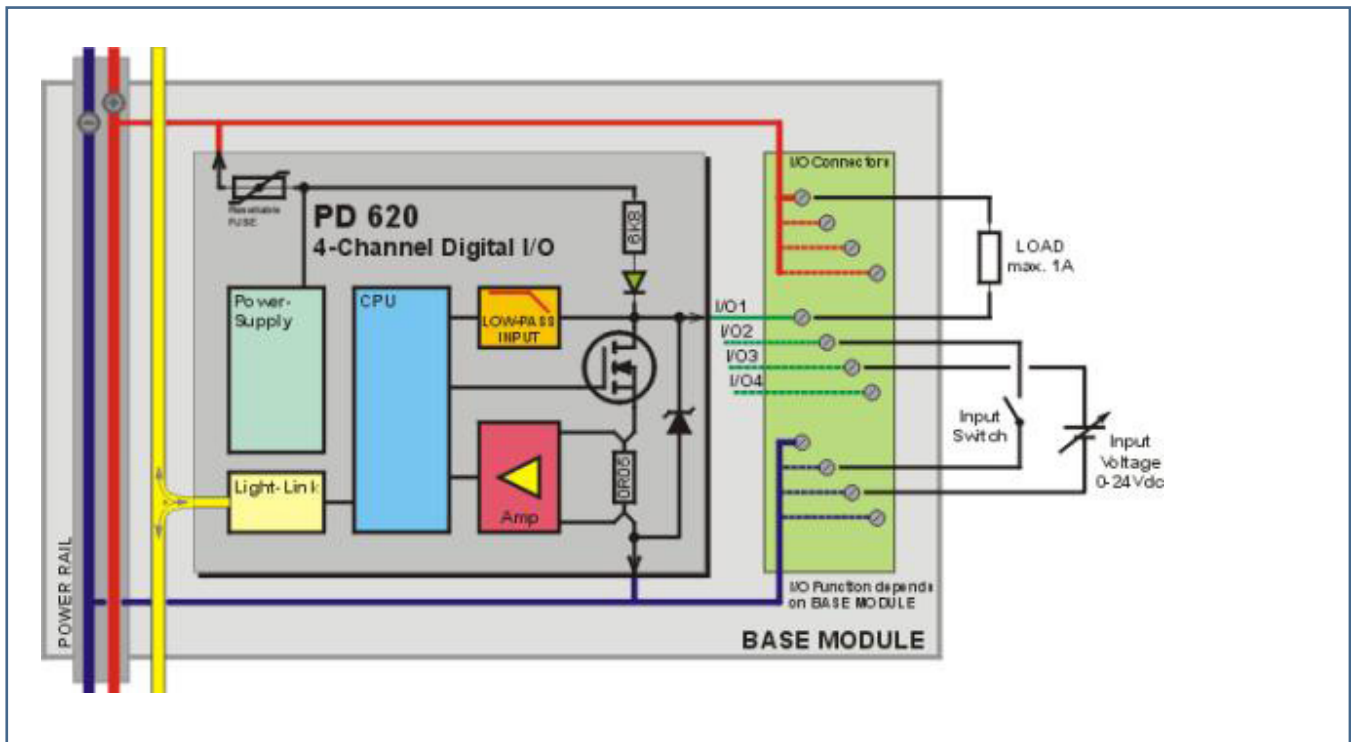 I/O Connectors
Resettable
FUSE
PD 620
4-Channel Digital I/O
6k8
LOAD
max. 1A
Power-
Supply
CPU
LOW-PASS
INPUT
I/O1
I/O2
I/O3
I/O4
Input
Switch
Input
Voltage
0-24Vdc
0R05
Light-Link
Amp
POWER RAIL
I/O Function depends
on BASE MODULE
BASE MODULE